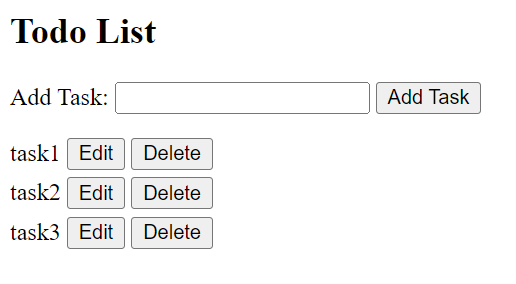 Todo List
Add Task: Add Task
task1 Edit Delete
task2 Edit Delete
task3 Edit Delete